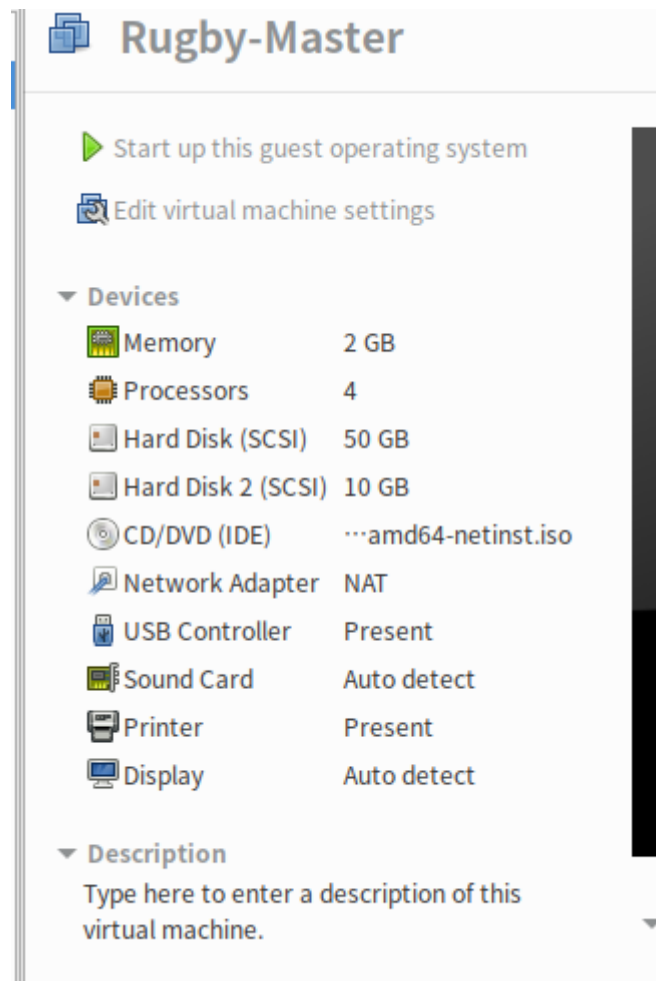 Rugby-Master
Start up this guest operating system
Edit virtual machine settings
Devices
Memory 2 GB
Processors 4
Hard Disk (SCSI) 50 GB
Hard Disk 2 (SCSI) 10 GB
CD/DVD (IDE) ···amd64-netinst.iso
Network Adapter NAT
USB Controller Present
Sound Card Auto detect
Printer Present
Display Auto detect
Description
Type here to enter a description of this
virtual machine.